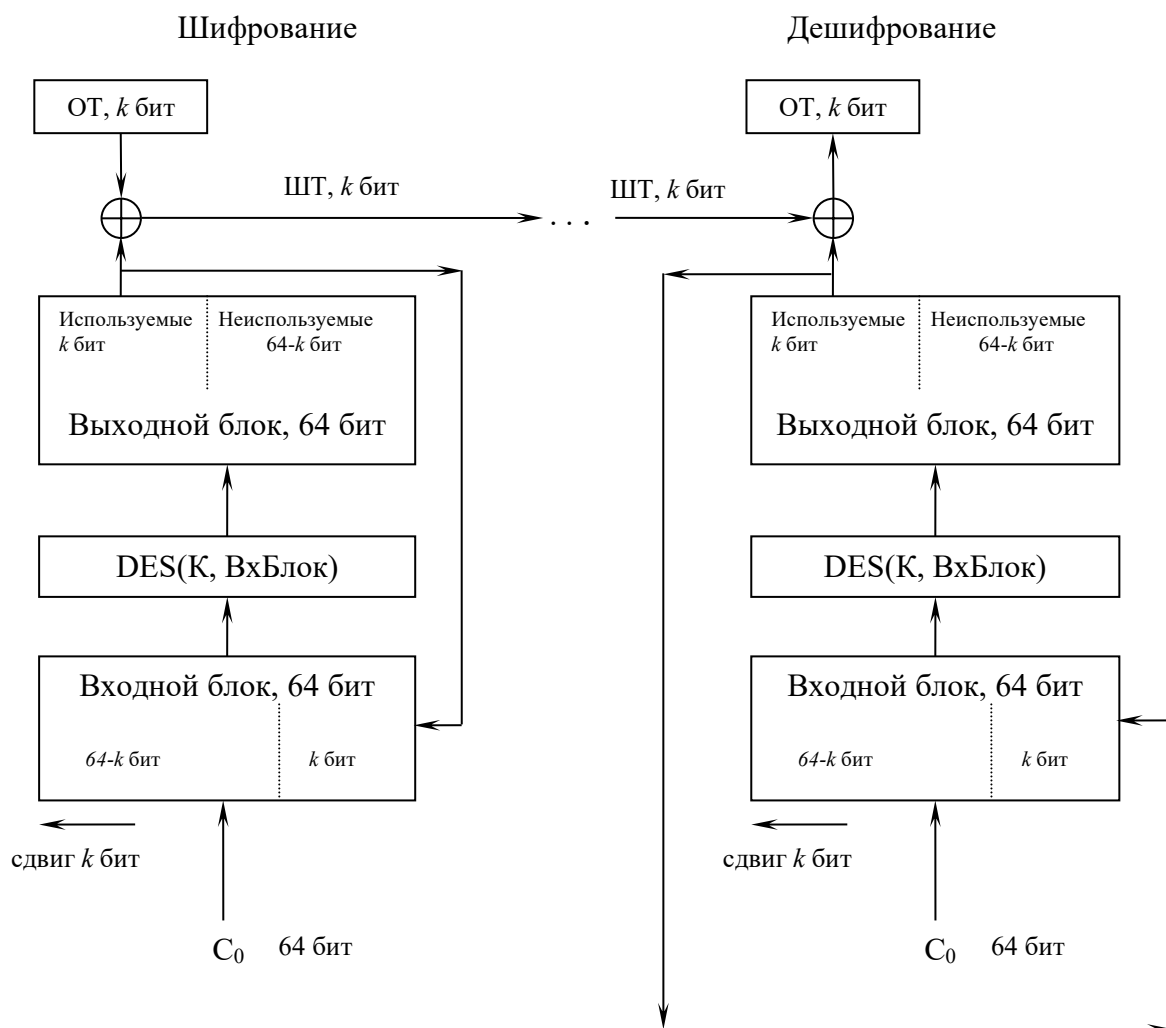 Шифрование
Дешифрование
ОТ, k бит
ОТ, k бит
ШТ, k бит
. . .
ШТ, k бит
Используемые
k бит
Неиспользуемые
64-k бит
Выходной блок, 64 бит
Используемые
k бит
Неиспользуемые
64-k бит
Выходной блок, 64 бит
DES(К, ВхБлок)
DES(К, ВхБлок)
Входной блок, 64 бит
64-k бит
k бит
Входной блок, 64 бит
64-k бит
k бит
сдвиг k бит
сдвиг k бит
C₀ 64 бит
C₀ 64 бит